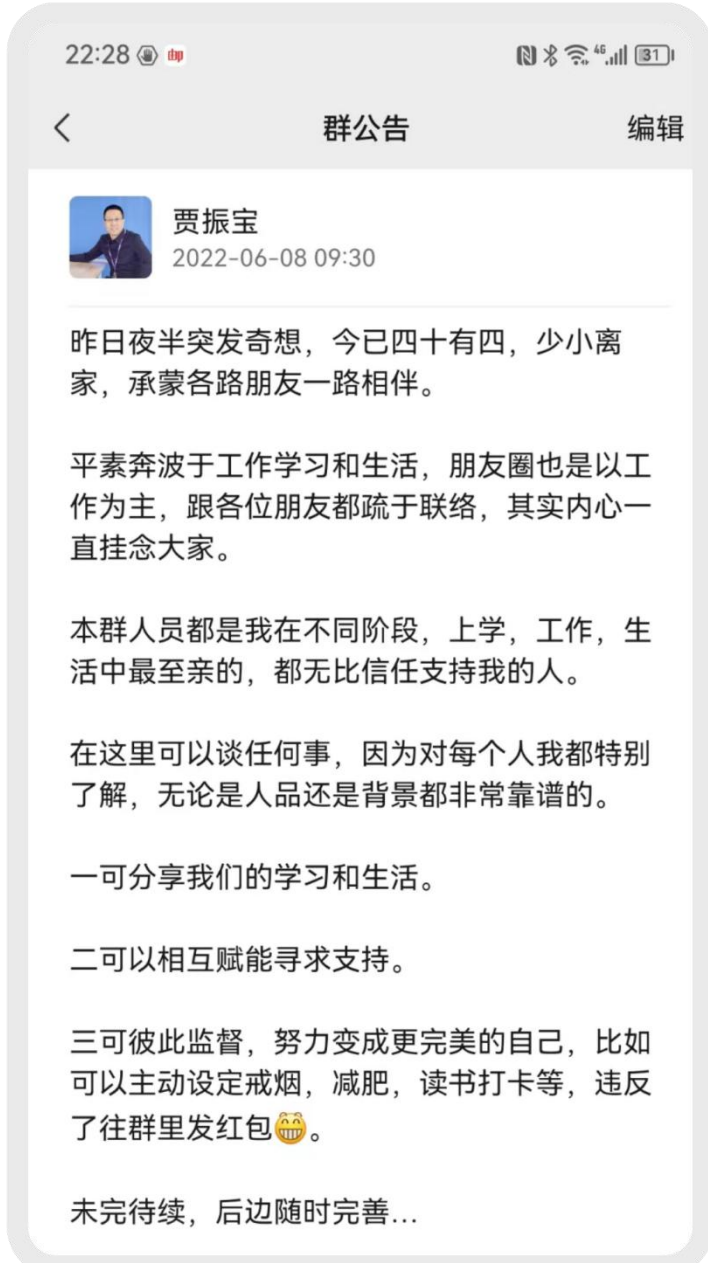 22:28
4G 31
群公告
编辑
贾振宝
2022-06-08 09:30
昨日夜半突发奇想，今已四十有四，少小离
家，承蒙各路朋友一路相伴。
平素奔波于工作学习和生活，朋友圈也是以工
作为主，跟各位朋友都疏于联络，其实内心一
直挂念大家。
本群人员都是我在不同阶段，上学，工作，生
活中最至亲的，都无比信任支持我的人。
在这里可以谈任何事，因为对每个人我都特别
了解，无论是人品还是背景都非常靠谱的。
一可分享我们的学习和生活。
二可以相互赋能寻求支持。
三可彼此监督，努力变成更完美的自己，比如
可以主动设定戒烟，减肥，读书打卡等，违反
了往群里发红包😁。
未完待续，后边随时完善...